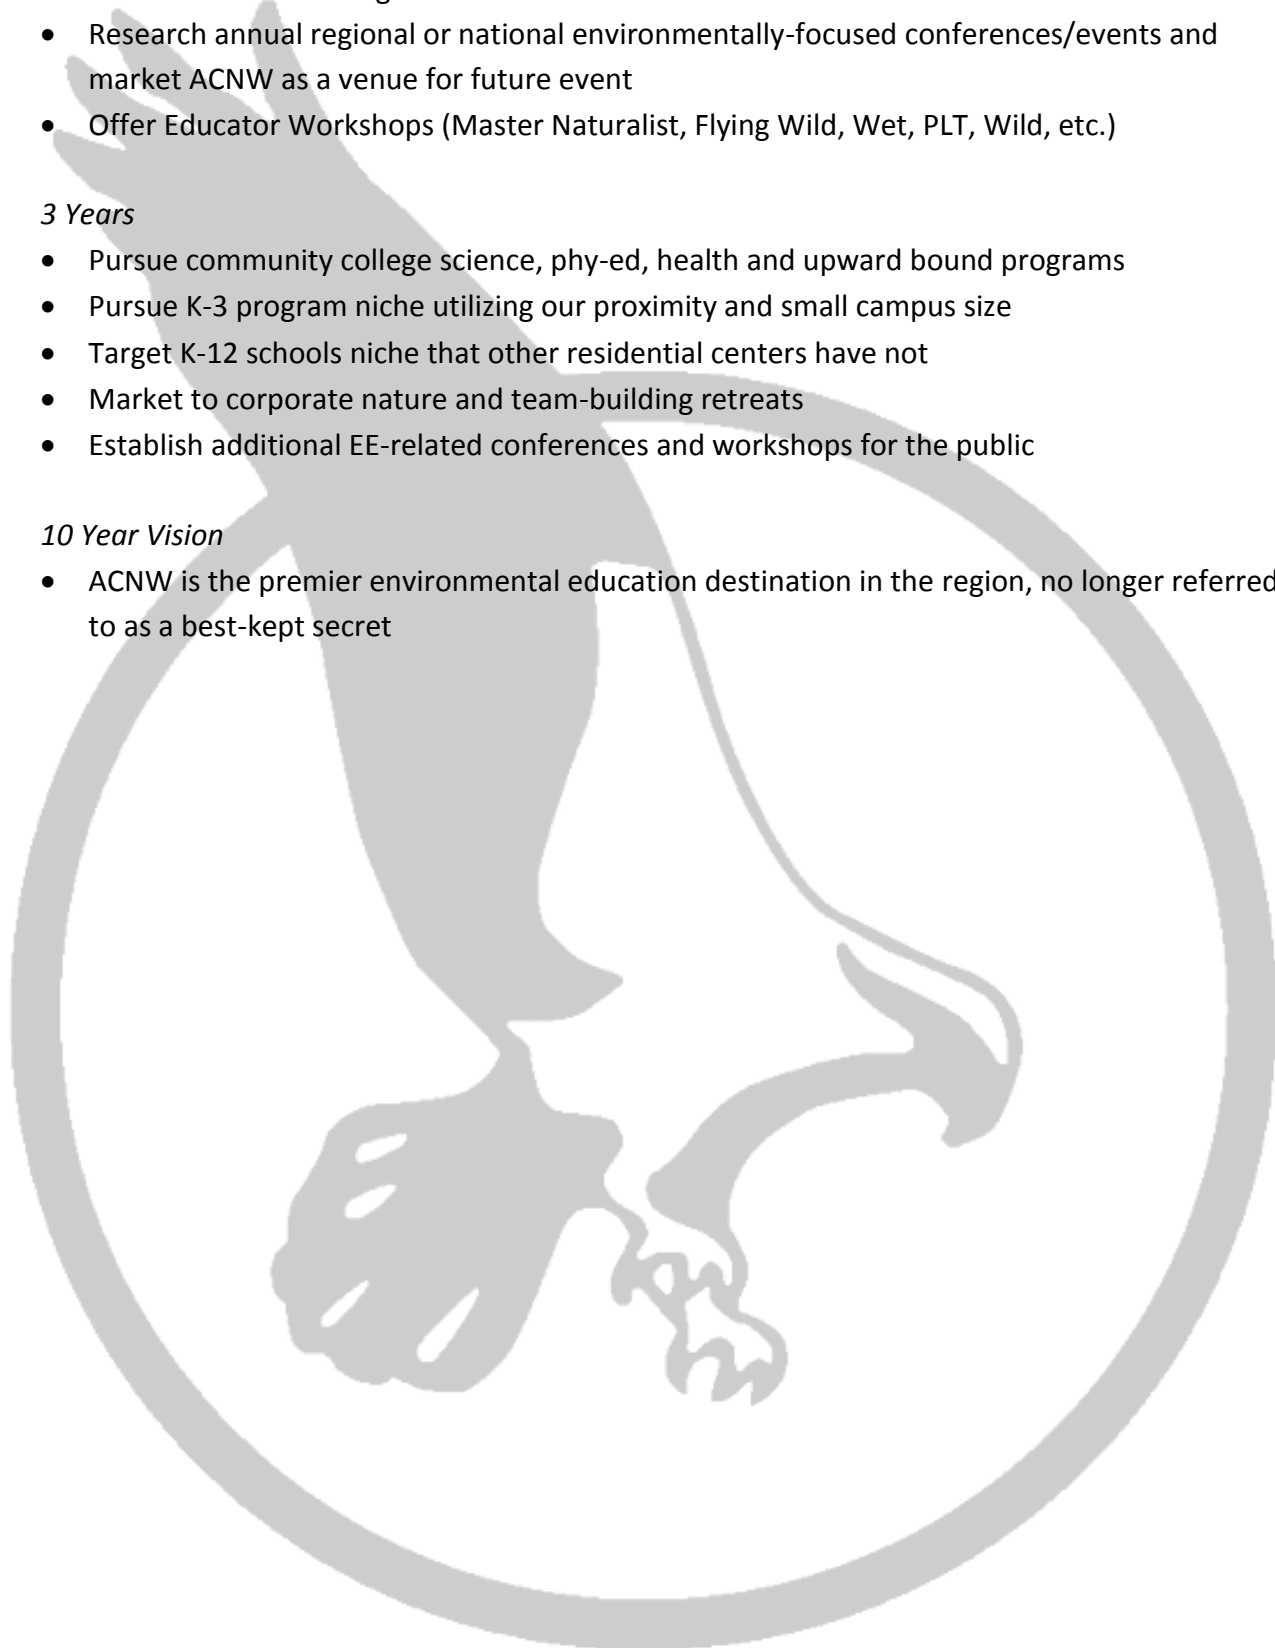 • Research annual regional or national environmentally-focused conferences/events and
market ACNW as a venue for future event
• Offer Educator Workshops (Master Naturalist, Flying Wild, Wet, PLT, Wild, etc.)
3 Years
• Pursue community college science, phy-ed, health and upward bound programs
• Pursue K-3 program niche utilizing our proximity and small campus size
• Target K-12 schools niche that other residential centers have not
• Market to corporate nature and team-building retreats
• Establish additional EE-related conferences and workshops for the public
10 Year Vision
• ACNW is the premier environmental education destination in the region, no longer referred
to as a best-kept secret